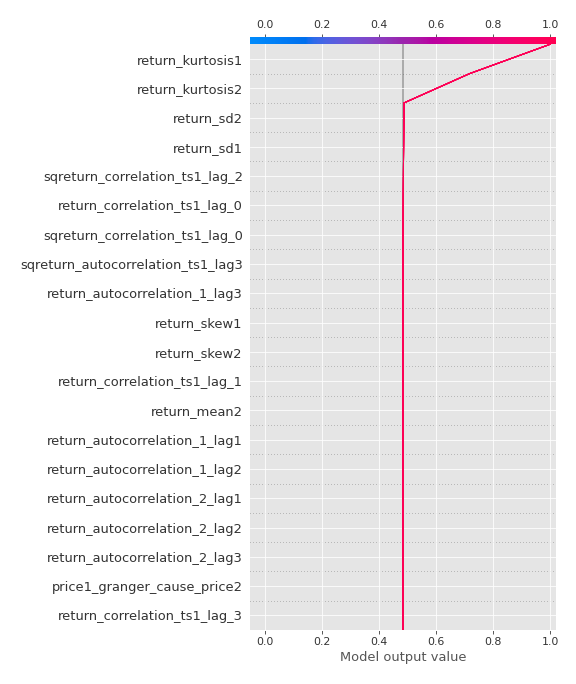 0.0 0.2 0.4 0.6 0.8 1.0
return_kurtosis1
return_kurtosis2
return_sd2
return_sd1
sqreturn_correlation_ts1_lag_2
return_correlation_ts1_lag_0
sqreturn_correlation_ts1_lag_0
sqreturn_autocorrelation_ts1_lag3
return_autocorrelation_1_lag3
return_skew1
return_skew2
return_correlation_ts1_lag_1
return_mean2
return_autocorrelation_1_lag1
return_autocorrelation_1_lag2
return_autocorrelation_2_lag1
return_autocorrelation_2_lag2
return_autocorrelation_2_lag3
price1_granger_cause_price2
return_correlation_ts1_lag_3
0.0 0.2 0.4 0.6 0.8 1.0
Model output value